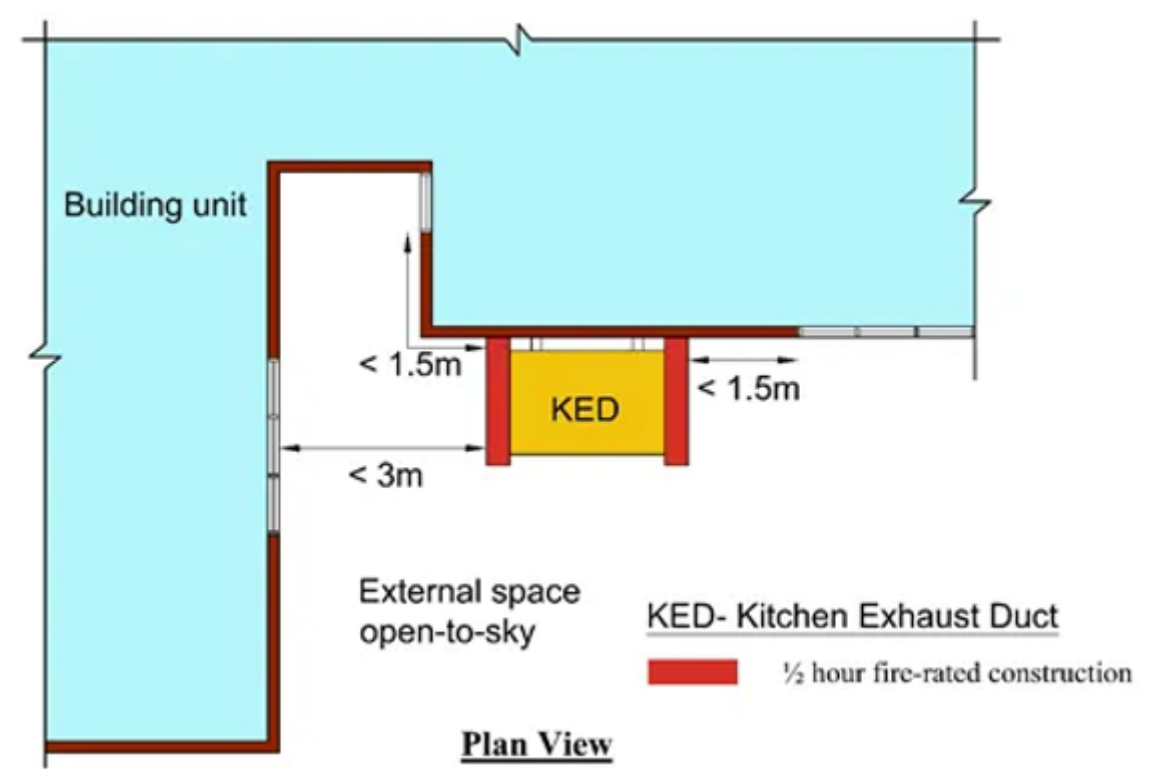 Building unit
< 1.5m
KED
< 1.5m
< 3m
External space
open-to-sky
KED- Kitchen Exhaust Duct
½ hour fire-rated construction
Plan View